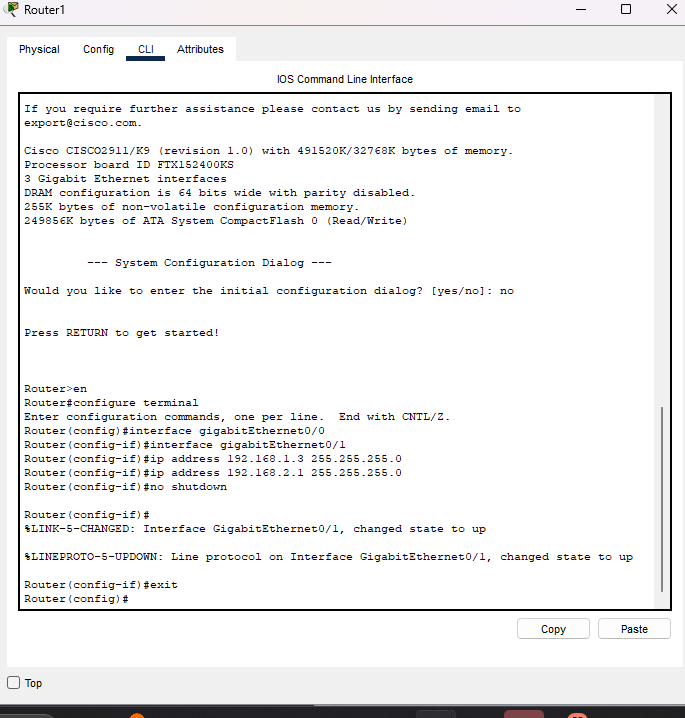 Router1
Physical Config CLI Attributes
IOS Command Line Interface
If you require further assistance please contact us by sending email to
export@cisco.com.
Cisco CISCO2911/K9 (revision 1.0) with 491520K/32768K bytes of memory.
Processor board ID FTX152400KS
3 Gigabit Ethernet interfaces
DRAM configuration is 64 bits wide with parity disabled.
255K bytes of non-volatile configuration memory.
249856K bytes of ATA System CompactFlash 0 (Read/Write)
--- System Configuration Dialog ---
Would you like to enter the initial configuration dialog? [yes/no]: no
Press RETURN to get started!
Router>en
Router#configure terminal
Enter configuration commands, one per line.  End with CNTL/Z.
Router(config)#interface gigabitEthernet0/0
Router(config-if)#interface gigabitEthernet0/1
Router(config-if)#ip address 192.168.1.3 255.255.255.0
Router(config-if)#ip address 192.168.2.1 255.255.255.0
Router(config-if)#no shutdown
Router(config-if)#
%LINK-5-CHANGED: Interface GigabitEthernet0/1, changed state to up
%LINEPROTO-5-UPDOWN: Line protocol on Interface GigabitEthernet0/1, changed state to up
Router(config-if)#exit
Router(config)#
Copy Paste
Top